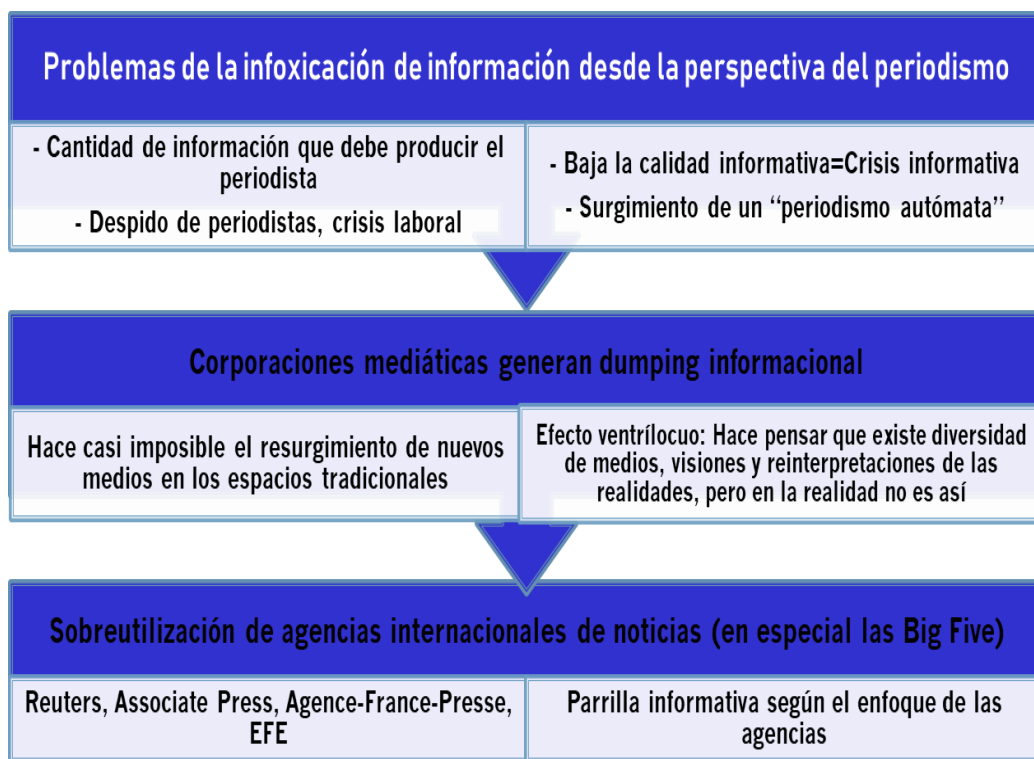 Problemas de la infoxicación de información desde la perspectiva del periodismo
- Cantidad de información que debe producir el
periodista
- Despido de periodistas, crisis laboral
- Baja la calidad informativa=Crisis informativa
- Surgimiento de un “periodismo autómata”
Corporaciones mediáticas generan dumping informacional
Hace casi imposible el resurgimiento de nuevos
medios en los espacios tradicionales
Efecto ventrílocuo: Hace pensar que existe diversidad
de medios, visiones y reinterpretaciones de las
realidades, pero en la realidad no es así
Sobreutilización de agencias internacionales de noticias (en especial las Big Five)
Reuters, Associate Press, Agence-France-Presse,
EFE
Parrilla informativa según el enfoque de las
agencias